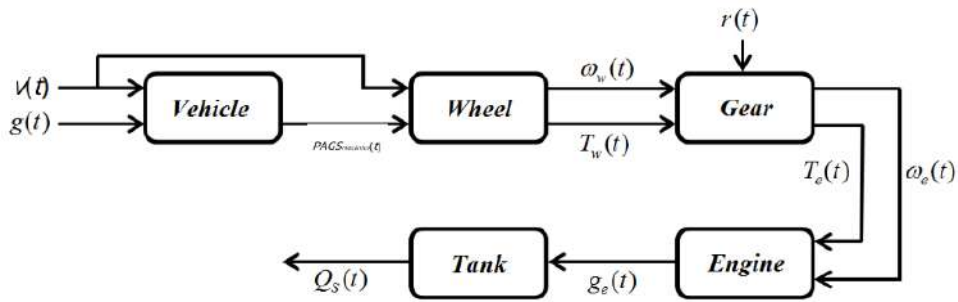 r(t)
v(t)
g(t)
Vehicle
Wheel
ω_w(t)
T_w(t)
Gear
T_e(t)
ω_e(t)
Q_S(t)
Tank
g_e(t)
Engine